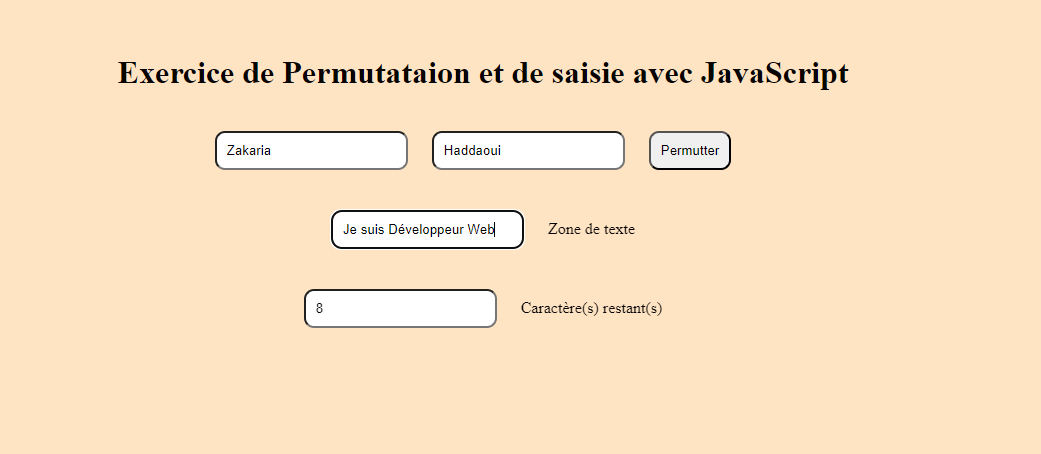 Exercice de Permutataion et de saisie avec JavaScript
Zakaria Haddaoui Permutter
Je suis Développeur Web Zone de texte
8 Caractère(s) restant(s)